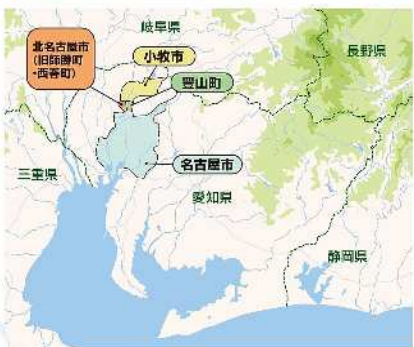 岐阜県
長野県
北名古屋市
(旧師勝町
・西春町)
小牧市
豊山町
名古屋市
三重県
愛知県
静岡県